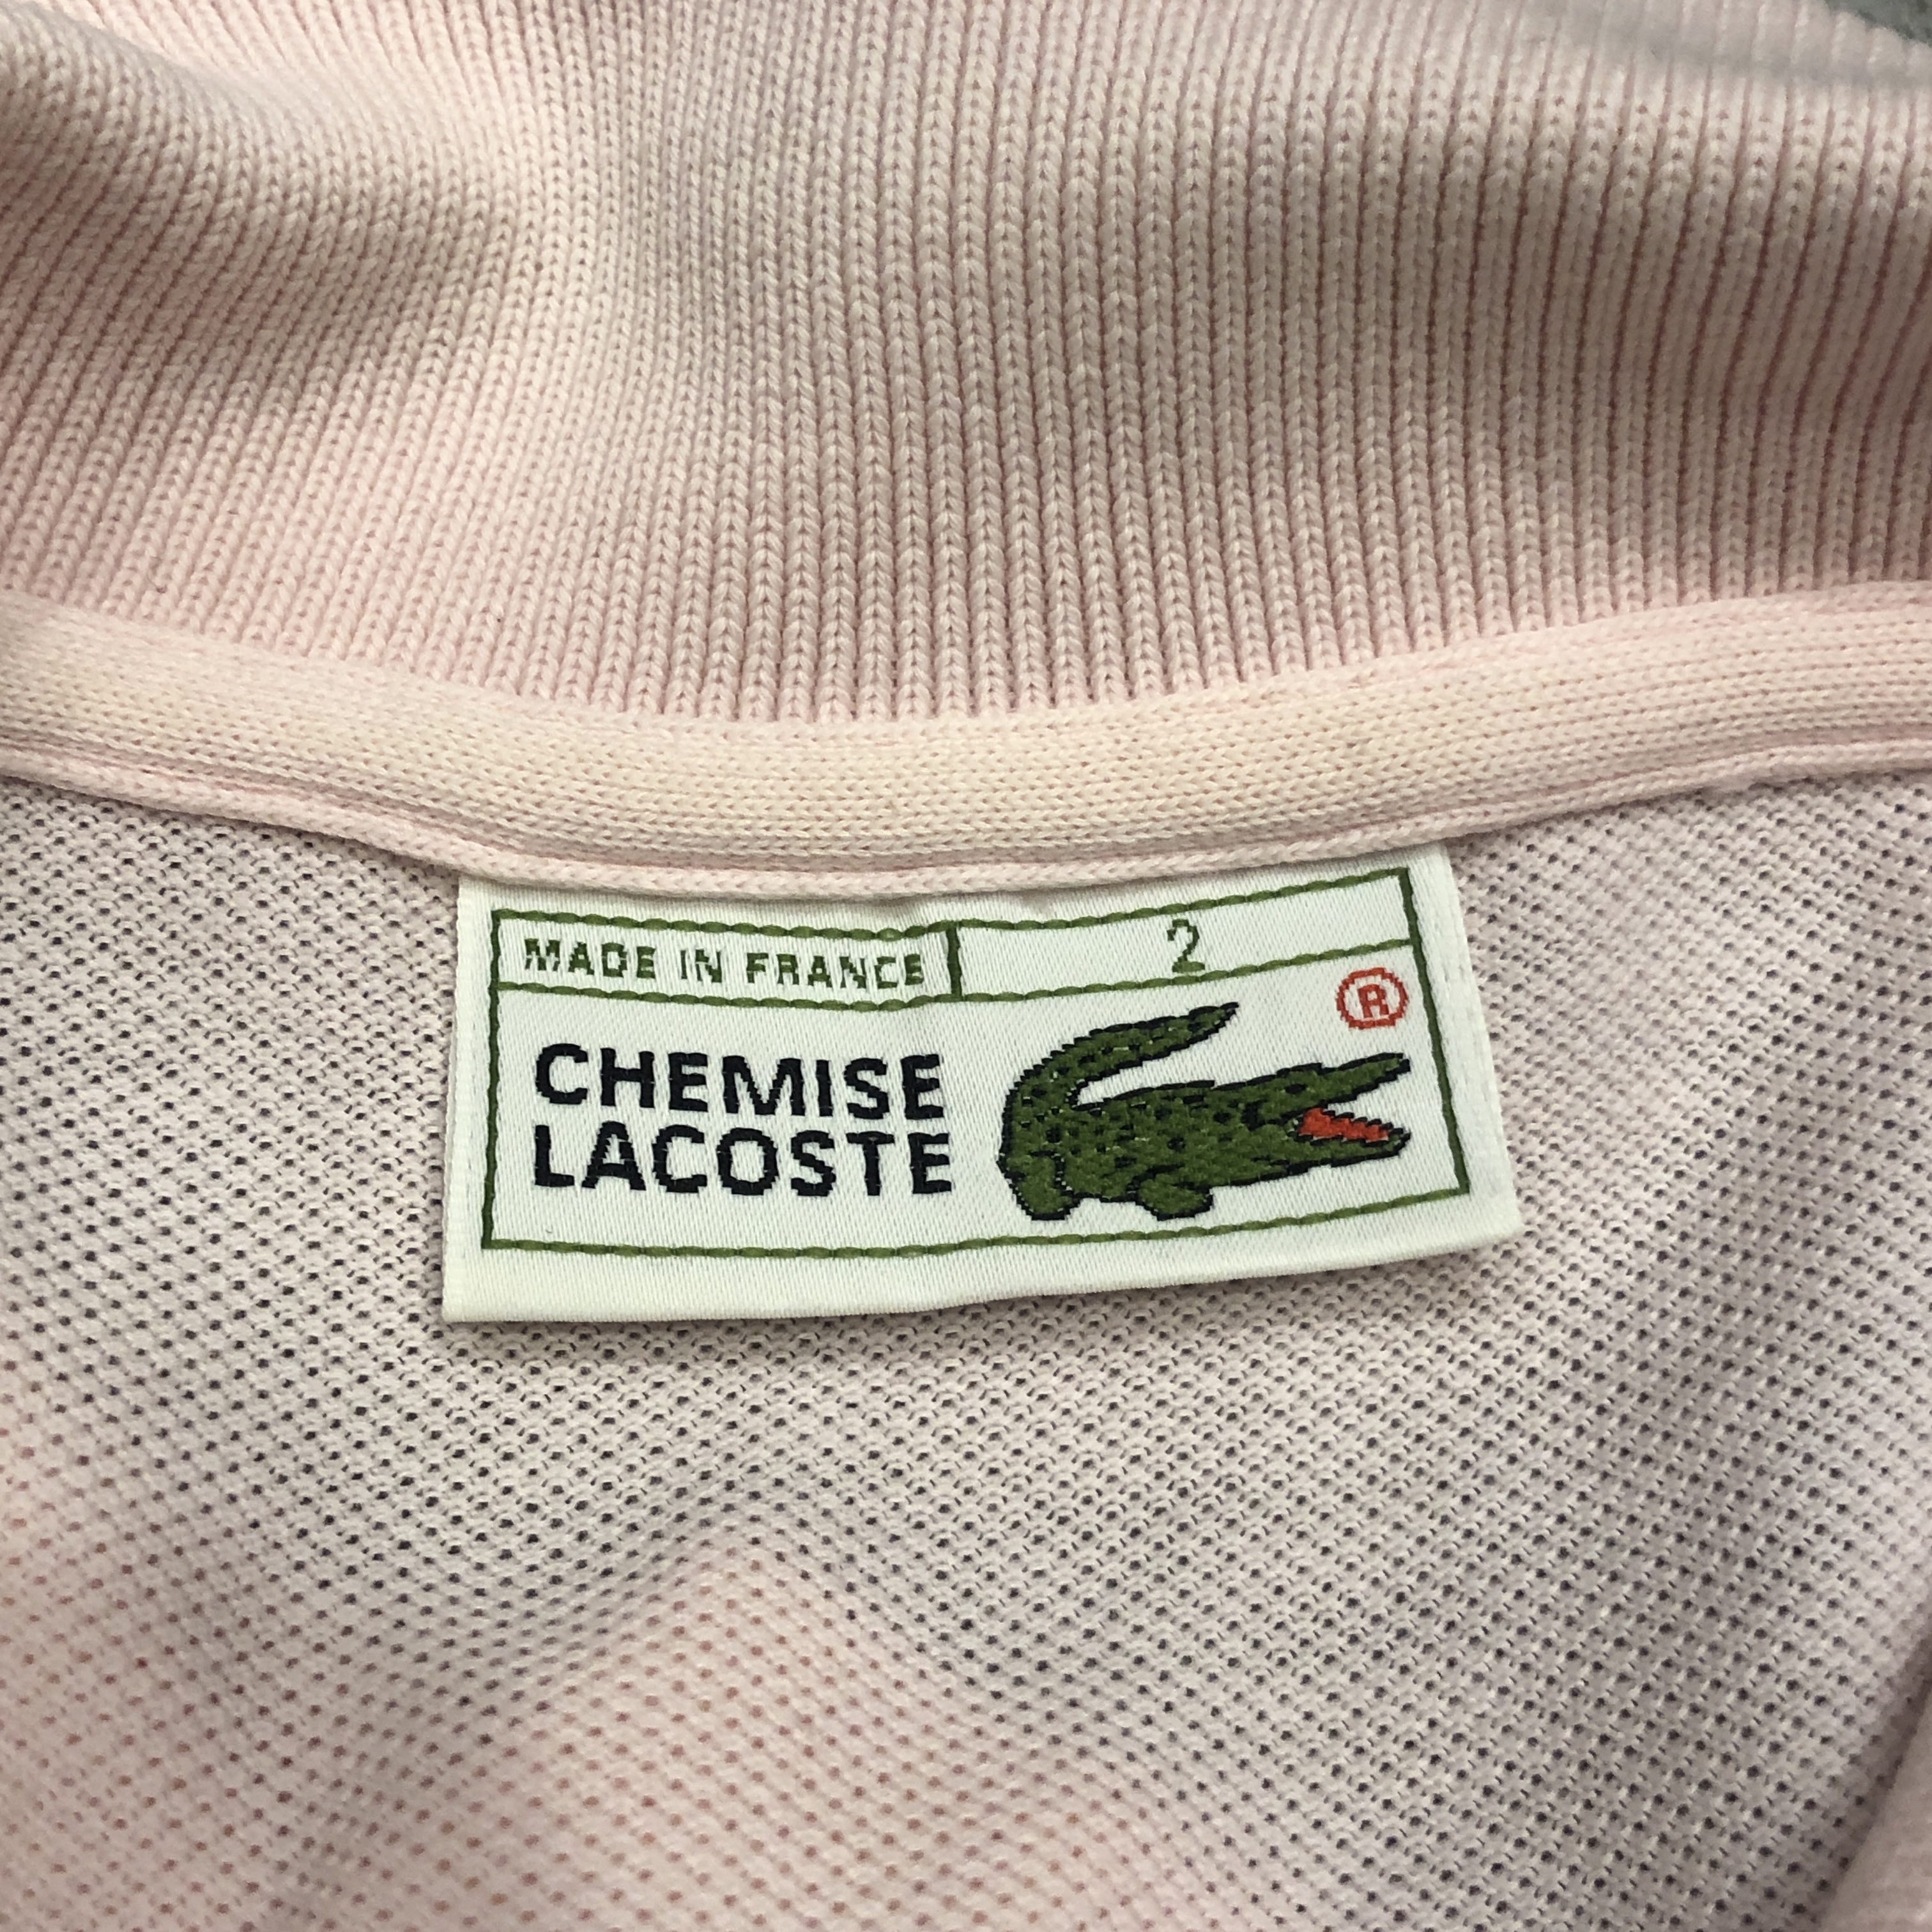 MADE IN FRANCE 2
®
CHEMISE
LACOSTE